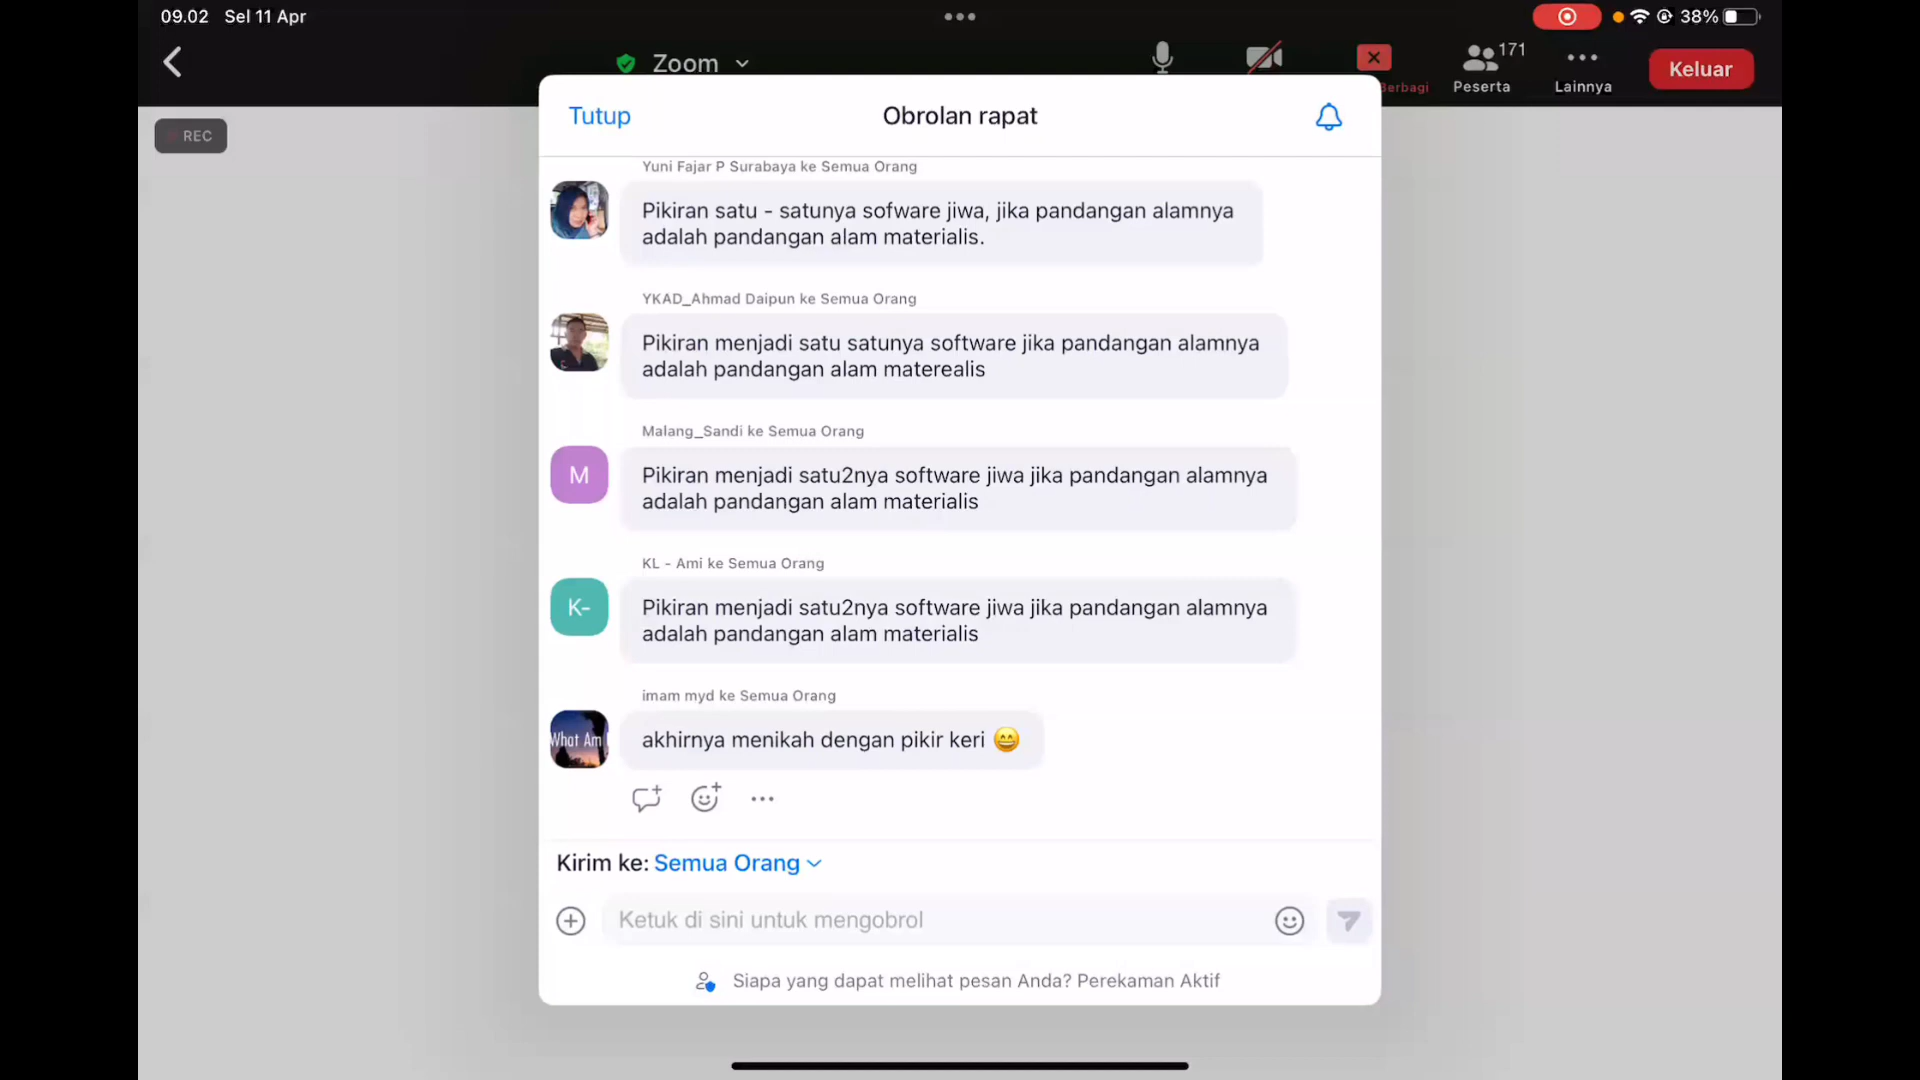 09.02 Sel 11 Apr
38%
Zoom
171
Berbagi
Peserta
Lainnya
Keluar
REC
Tutup
Obrolan rapat
Yuni Fajar P Surabaya ke Semua Orang
Pikiran satu - satunya sofware jiwa, jika pandangan alamnya
adalah pandangan alam materialis.
YKAD_Ahmad Daipun ke Semua Orang
Pikiran menjadi satu satunya software jika pandangan alamnya
adalah pandangan alam materealis
Malang_Sandi ke Semua Orang
M
Pikiran menjadi satu2nya software jiwa jika pandangan alamnya
adalah pandangan alam materialis
KL - Ami ke Semua Orang
K-
Pikiran menjadi satu2nya software jiwa jika pandangan alamnya
adalah pandangan alam materialis
imam myd ke Semua Orang
What Am
akhirnya menikah dengan pikir keri 😄
Kirim ke: Semua Orang
Ketuk di sini untuk mengobrol
Siapa yang dapat melihat pesan Anda? Perekaman Aktif